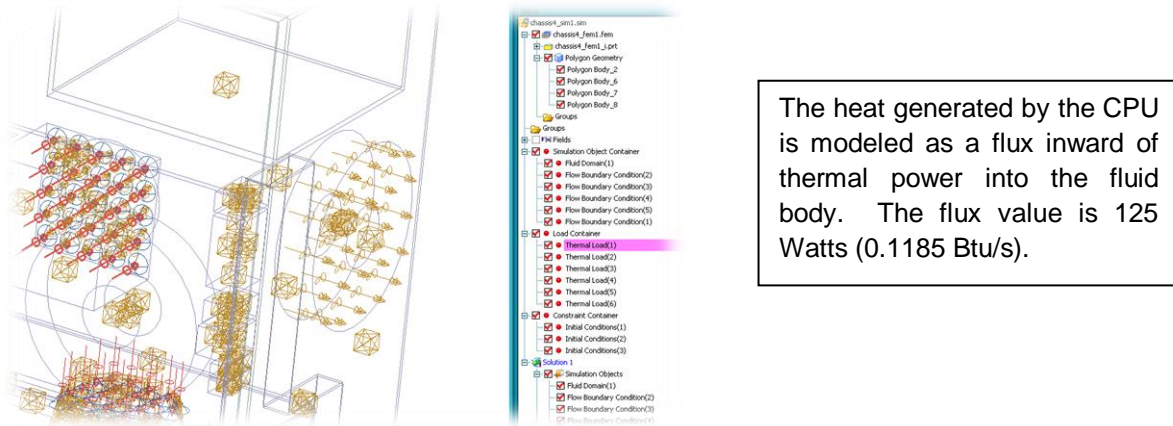 chassis4_sim1.sim
chassis4_fem1.fem
chassis4_fem1_i.prt
Polygon Geometry
Polygon Body_2
Polygon Body_6
Polygon Body_7
Polygon Body_8
Groups
Groups
Fields
Simulation Object Container
Fluid Domain(1)
Flow Boundary Condition(2)
Flow Boundary Condition(3)
Flow Boundary Condition(4)
Flow Boundary Condition(5)
Flow Boundary Condition(1)
Load Container
Thermal Load(1)
Thermal Load(2)
Thermal Load(3)
Thermal Load(4)
Thermal Load(5)
Thermal Load(6)
Constraint Container
Initial Conditions(1)
Initial Conditions(2)
Initial Conditions(3)
Solution 1
Simulation Objects
Fluid Domain(1)
Flow Boundary Condition(2)
Flow Boundary Condition(3)
Flow Boundary Condition(4)
The heat generated by the CPU
is modeled as a flux inward of
thermal power into the fluid
body. The flux value is 125
Watts (0.1185 Btu/s).